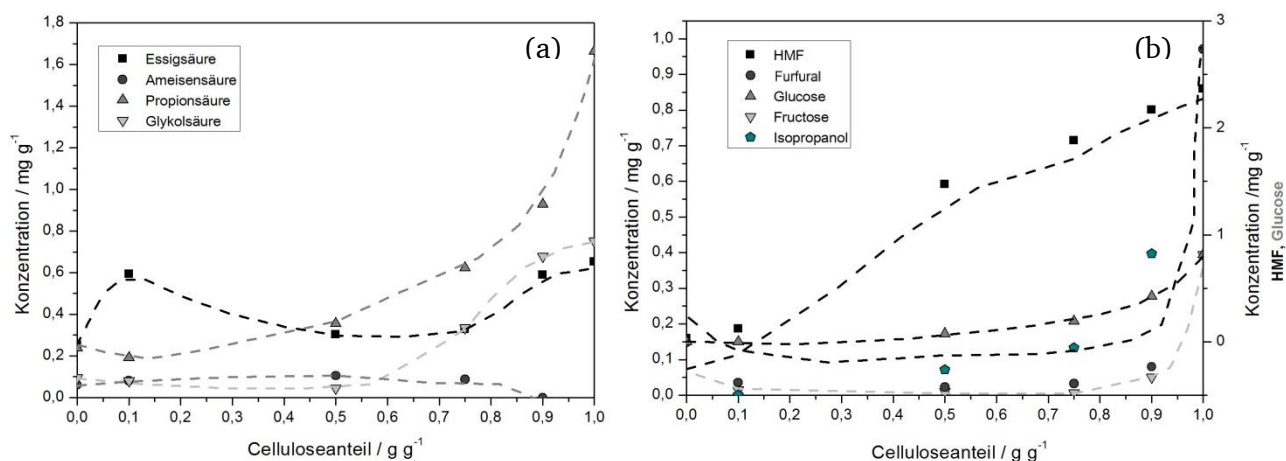 (a)
Konzentration / mg g⁻¹
1,8
1,6
1,4
1,2
1,0
0,8
0,6
0,4
0,2
0,0
Essigsäure
Ameisensäure
Propionsäure
Glykolsäure
0,0 0,1 0,2 0,3 0,4 0,5 0,6 0,7 0,8 0,9 1,0
Celluloseanteil / g g⁻¹
(b)
Konzentration / mg g⁻¹
1,0
0,9
0,8
0,7
0,6
0,5
0,4
0,3
0,2
0,1
0,0
HMF
Furfural
Glucose
Fructose
Isopropanol
0,0 0,1 0,2 0,3 0,4 0,5 0,6 0,7 0,8 0,9 1,0
Celluloseanteil / g g⁻¹
3
2
1
0
Konzentration /mg g⁻¹
HMF, Glucose